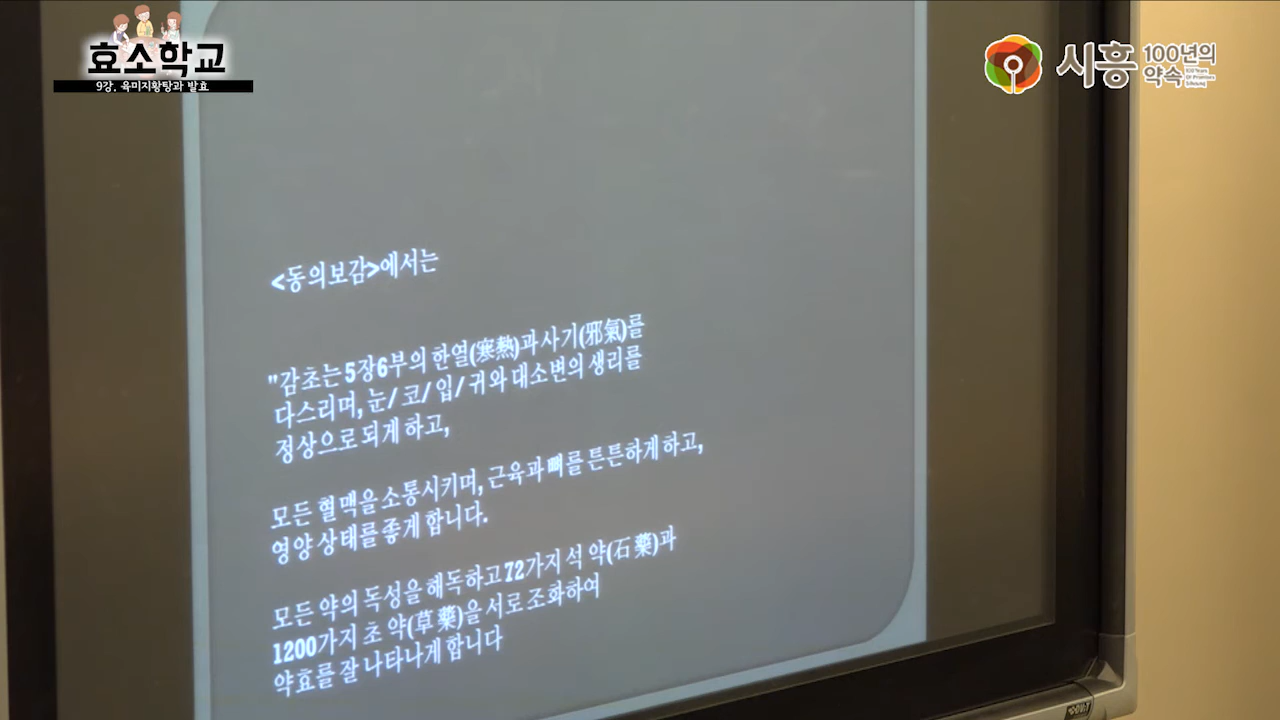 효소학교
9강. 육미지황탕과 발효
시흥
100년의
약속
<동의보감>에서는
"감초는 5장6부의 한열(寒熱)과 사기(邪氣)를
다스리며, 눈/ 코/ 입/ 귀와 대소변의 생리를
정상으로 되게 하고,
모든 혈맥을 소통시키며, 근육과 뼈를 튼튼하게 하고,
영양 상태를 좋게 합니다.
모든 약의 독성을 해독하고 72가지 석 약(石 藥)과
1200가지 초 약(草 藥)을 서로 조화하여
약효를 잘 나타나게 합니다